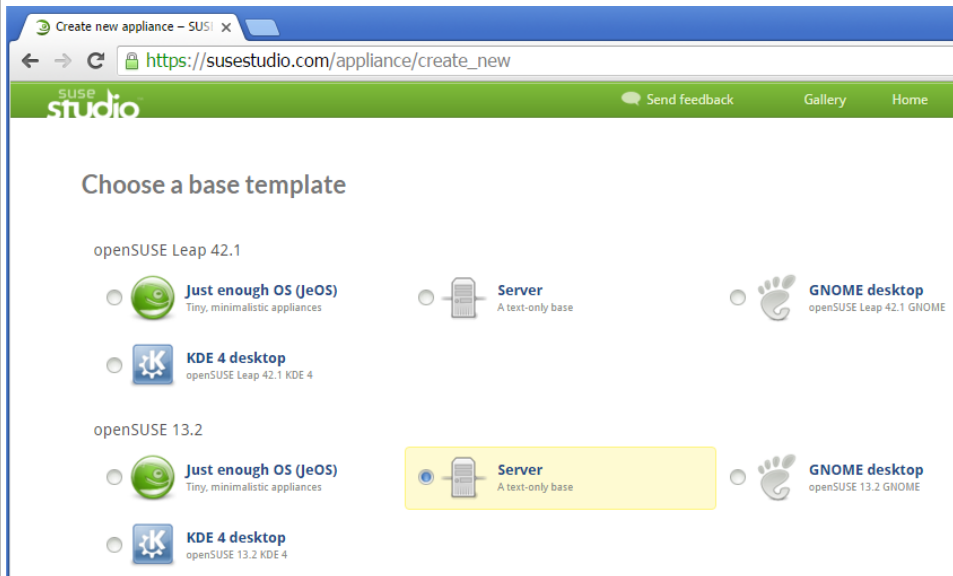 Create new appliance – SUS
https://susestudio.com/appliance/create_new
suse studio
Send feedback Gallery Home
Choose a base template
openSUSE Leap 42.1
Just enough OS (JeOS) Server GNOME desktop
Tiny, minimalistic appliances A text-only base openSUSE Leap 42.1 GNOME
KDE 4 desktop
openSUSE Leap 42.1 KDE 4
openSUSE 13.2
Just enough OS (JeOS) Server GNOME desktop
Tiny, minimalistic appliances A text-only base openSUSE 13.2 GNOME
KDE 4 desktop
openSUSE 13.2 KDE 4